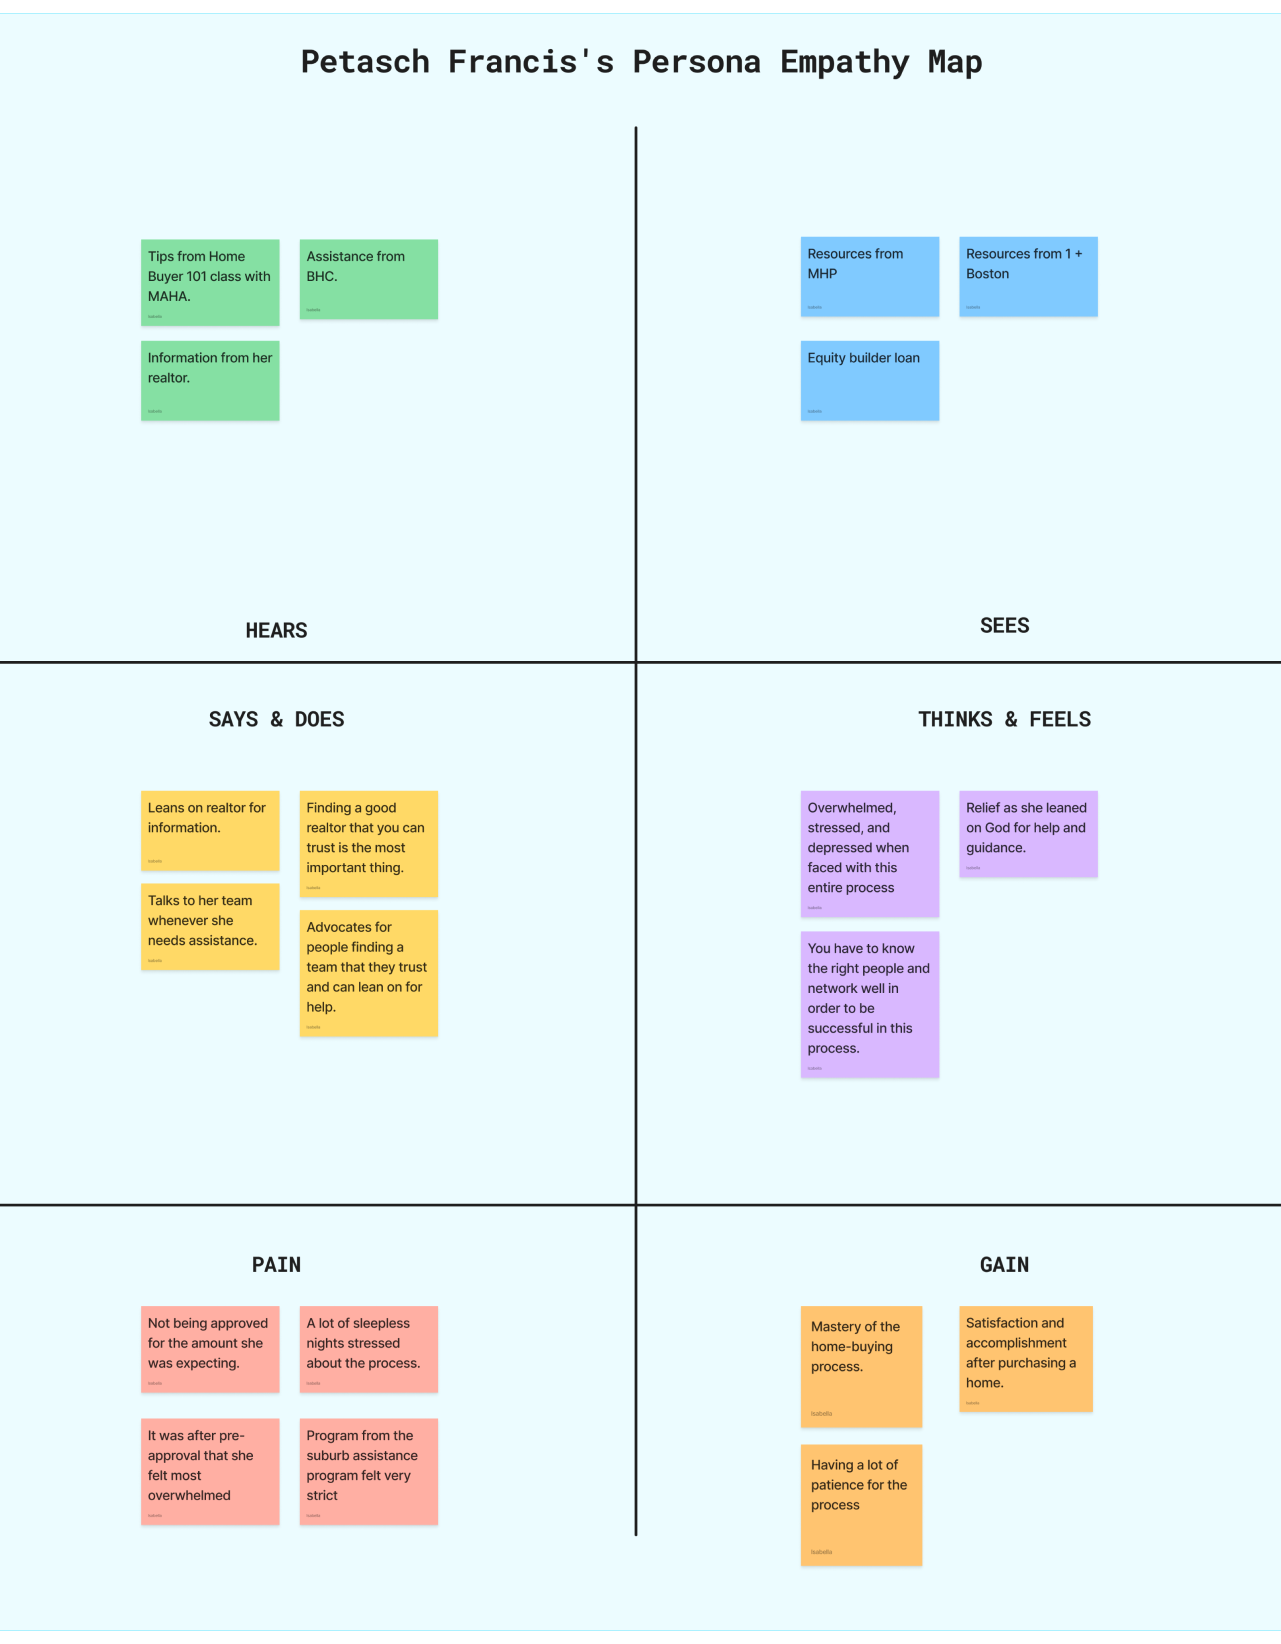 Petasch Francis's Persona Empathy Map
Tips from Home
Buyer 101 class with
MAHA.
Isabella
Assistance from
BHC.
Isabella
Information from her
realtor.
Isabella
HEARS
Resources from
MHP
Isabella
Resources from 1 +
Boston
Isabella
Equity builder loan
Isabella
SEES
SAYS & DOES
Leans on realtor for
information.
Isabella
Finding a good
realtor that you can
trust is the most
important thing.
Isabella
Talks to her team
whenever she
needs assistance.
Isabella
Advocates for
people finding a
team that they trust
and can lean on for
help.
Isabella
THINKS & FEELS
Overwhelmed,
stressed, and
depressed when
faced with this
entire process
Isabella
Relief as she leaned
on God for help and
guidance.
Isabella
You have to know
the right people and
network well in
order to be
successful in this
process.
Isabella
PAIN
Not being approved
for the amount she
was expecting.
Isabella
A lot of sleepless
nights stressed
about the process.
Isabella
It was after pre-
approval that she
felt most
overwhelmed
Isabella
Program from the
suburb assistance
program felt very
strict
Isabella
GAIN
Mastery of the
home-buying
process.
Isabella
Satisfaction and
accomplishment
after purchasing a
home.
Isabella
Having a lot of
patience for the
process
Isabella